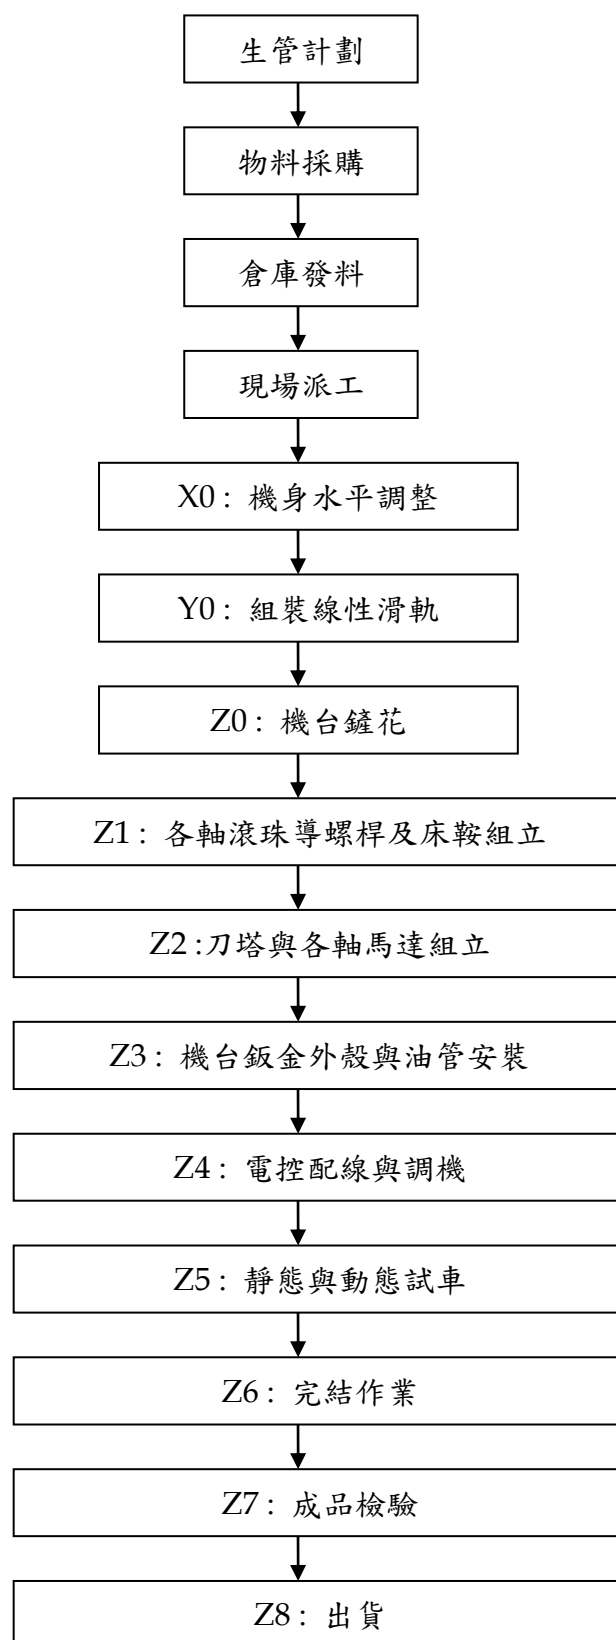 生管計劃
物料採購
倉庫發料
現場派工
X0 : 機身水平調整
Y0 : 組裝線性滑軌
Z0 : 機台鏟花
Z1 : 各軸滾珠導螺桿及床鞍組立
Z2 :刀塔與各軸馬達組立
Z3 : 機台鈑金外殼與油管安裝
Z4 : 電控配線與調機
Z5 : 靜態與動態試車
Z6 : 完結作業
Z7 : 成品檢驗
Z8 : 出貨